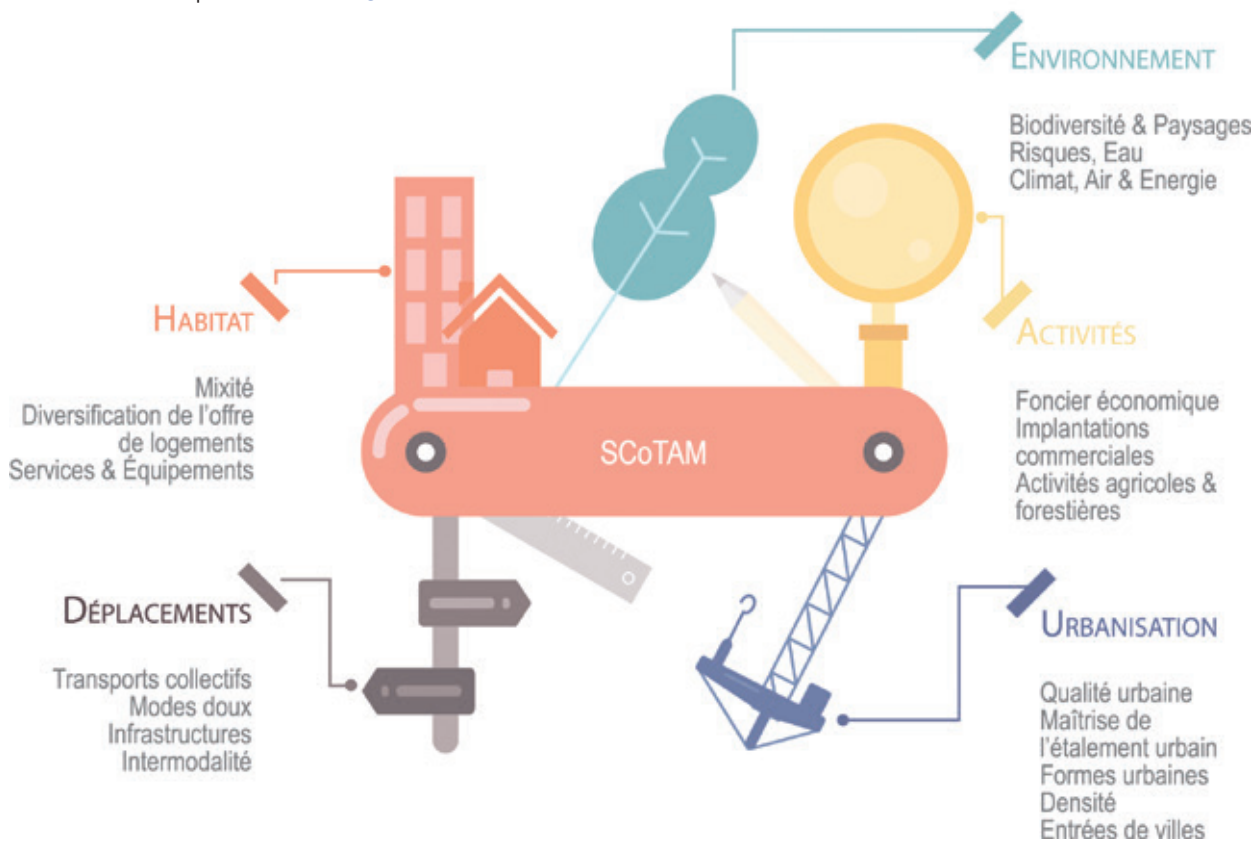 ENVIRONNEMENT
Biodiversité & Paysages
Risques, Eau
Climat, Air & Energie
HABITAT
Mixité
Diversification de l'offre
de logements
Services & Équipements
ACTIVITÉS
Foncier économique
Implantations
commerciales
Activités agricoles &
forestières
SCoTAM
DÉPLACEMENTS
Transports collectifs
Modes doux
Infrastructures
Intermodalité
URBANISATION
Qualité urbaine
Maîtrise de
l'étalement urbain
Formes urbaines
Densité
Entrées de villes